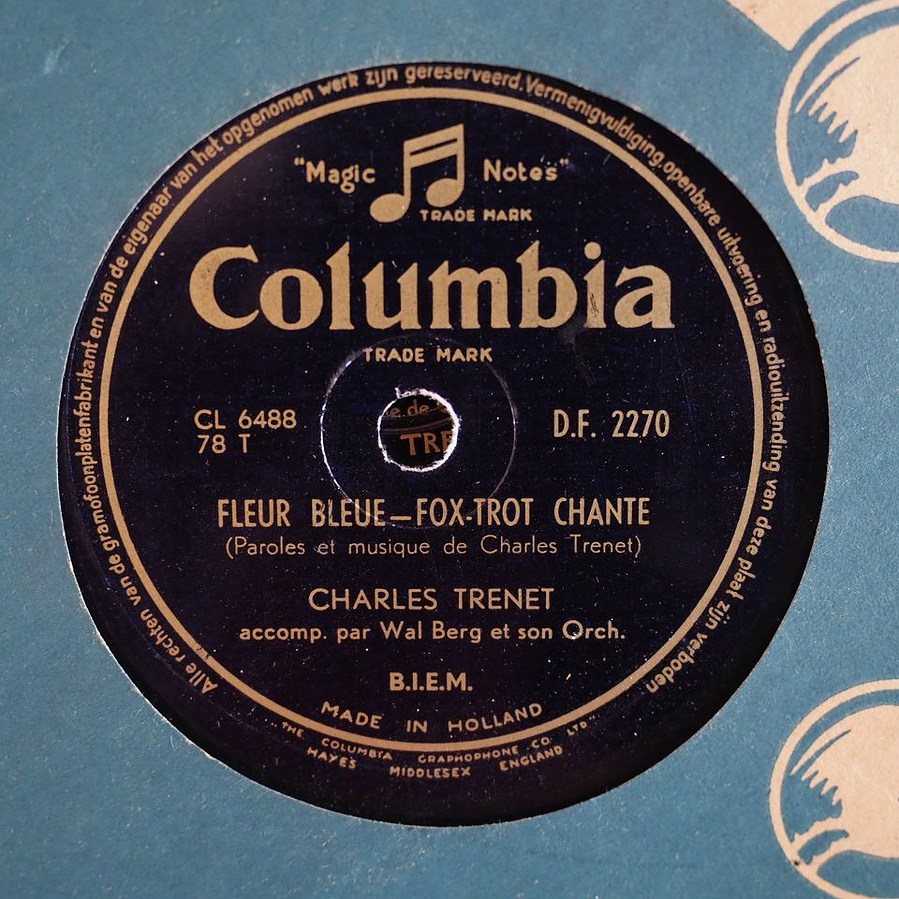 Alle rechten van de gramofoonplatenfabrikant en van de eigenaar van het opgenomen werk zijn gereserveerd. Vermenigvuldiging, openbare uitvoering en radiouitzending van deze plaat zijn verboden
"Magic Notes"
TRADE MARK
Columbia
TRADE MARK
CL 6488
78 T
D.F. 2270
TRE
FLEUR BLEUE – FOX-TROT CHANTE
(Paroles et musique de Charles Trenet)
CHARLES TRENET
accomp. par Wal Berg et son Orch.
B.I.E.M.
MADE IN HOLLAND
"THE COLUMBIA GRAPHOPHONE CO. LTD."
HAYES MIDDLESEX ENGLAND